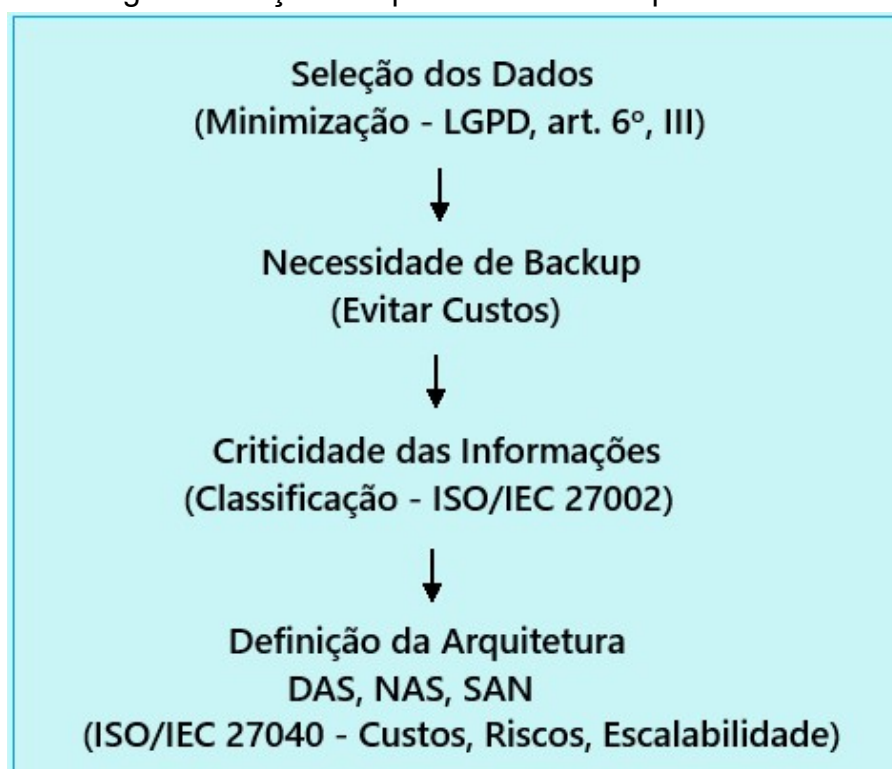 Seleção dos Dados
(Minimização - LGPD, art. 6º, III)
Necessidade de Backup
(Evitar Custos)
Criticidade das Informações
(Classificação - ISO/IEC 27002)
Definição da Arquitetura
DAS, NAS, SAN
(ISO/IEC 27040 - Custos, Riscos, Escalabilidade)